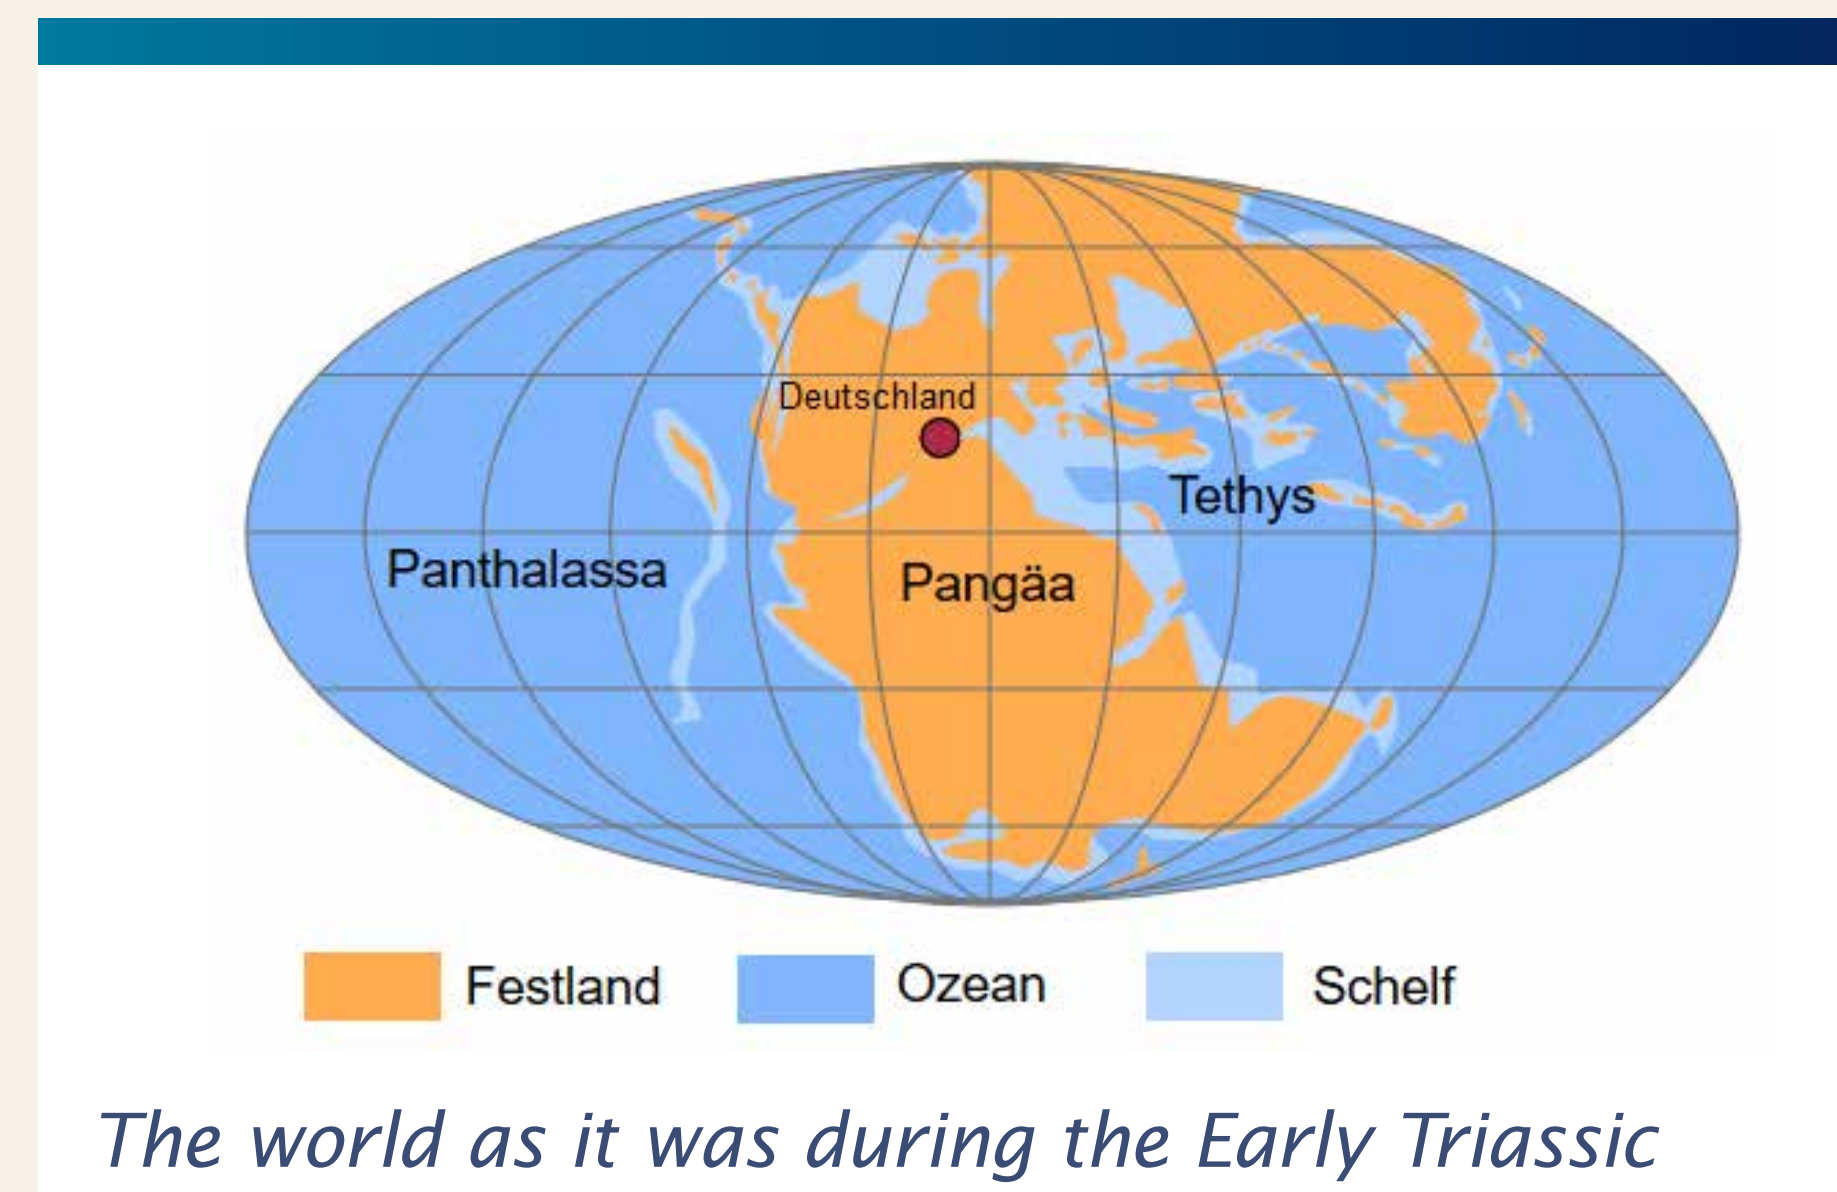 Deutschland
Tethys
Panthalassa
Pangäa
Festland
Ozean
Schelf
The world as it was during the Early Triassic